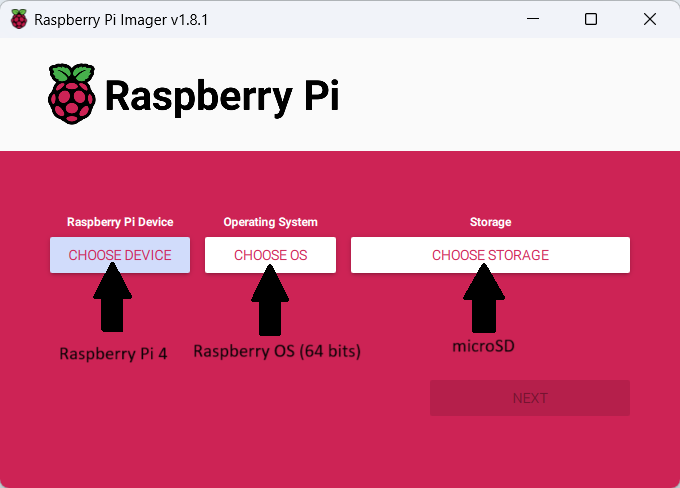 Raspberry Pi Imager v1.8.1
Raspberry Pi
Raspberry Pi Device Operating System Storage
CHOOSE DEVICE CHOOSE OS CHOOSE STORAGE
Raspberry Pi 4 Raspberry OS (64 bits) microSD
NEXT